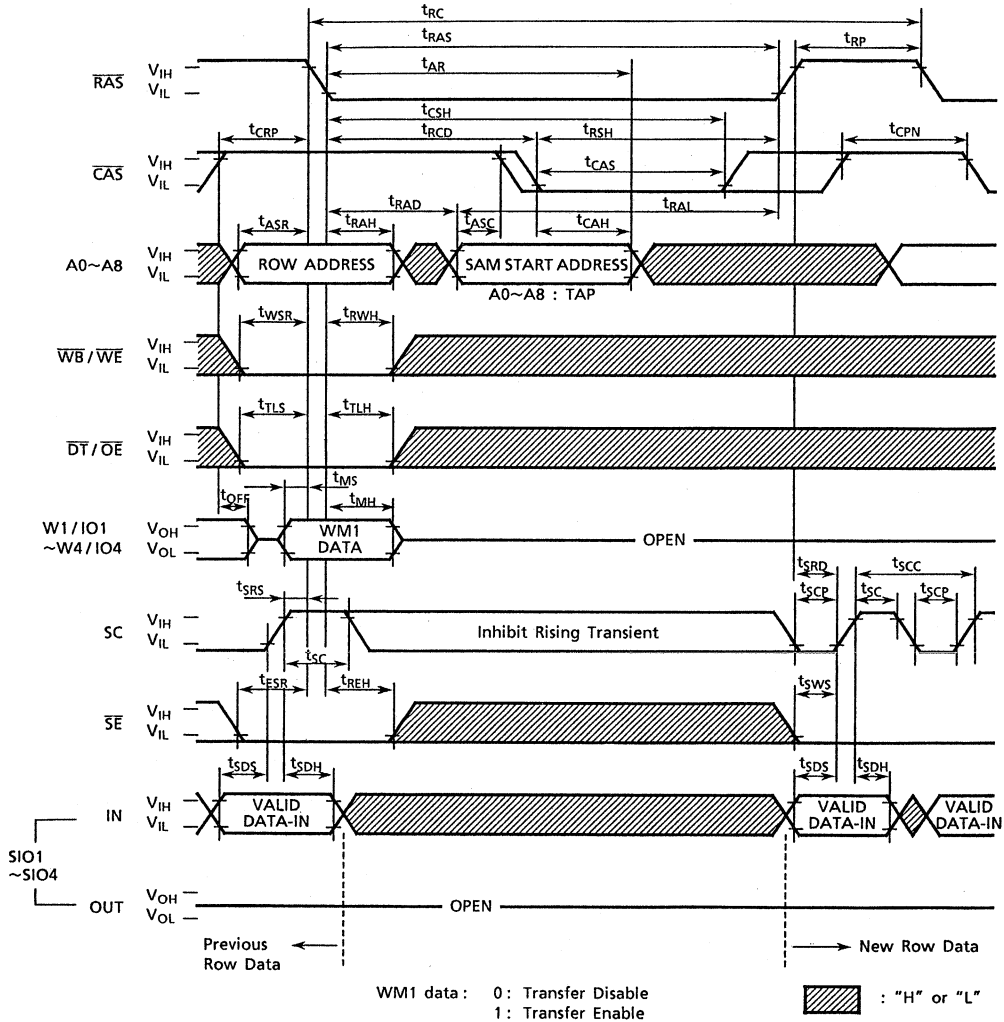 tRC
tRAS
tRP
tAR
RAS VIH
VIL
tCSH
tCRP tRCD tRSH tCPN
CAS VIH
VIL
tCAS
tRAD tRAL
tASR tRAH tASC tCAH
A0~A8 VIH
VIL
ROW ADDRESS SAM START ADDRESS
A0~A8 : TAP
tWSR tRWH
WB / WE VIH
VIL
tTLS tTLH
DT / OE VIH
VIL
tMS
tOFF tMH
W1 / IO1 VOH
~W4 / IO4 VOL
WM1
DATA
OPEN
tSRD tSCC
tSRS tSCP tSC tSCP
SC VIH
VIL
Inhibit Rising Transient
tSC
tESR tREH tSWS
SE VIH
VIL
tSDS tSDH tSDS tSDH
IN VIH
VIL
VALID
DATA-IN
VALID
DATA-IN
VALID
DATA-IN
SIO1
~SIO4
OUT VOH
VOL
OPEN
Previous
Row Data
New Row Data
WM1 data : 0 : Transfer Disable
1 : Transfer Enable
: "H" or "L"